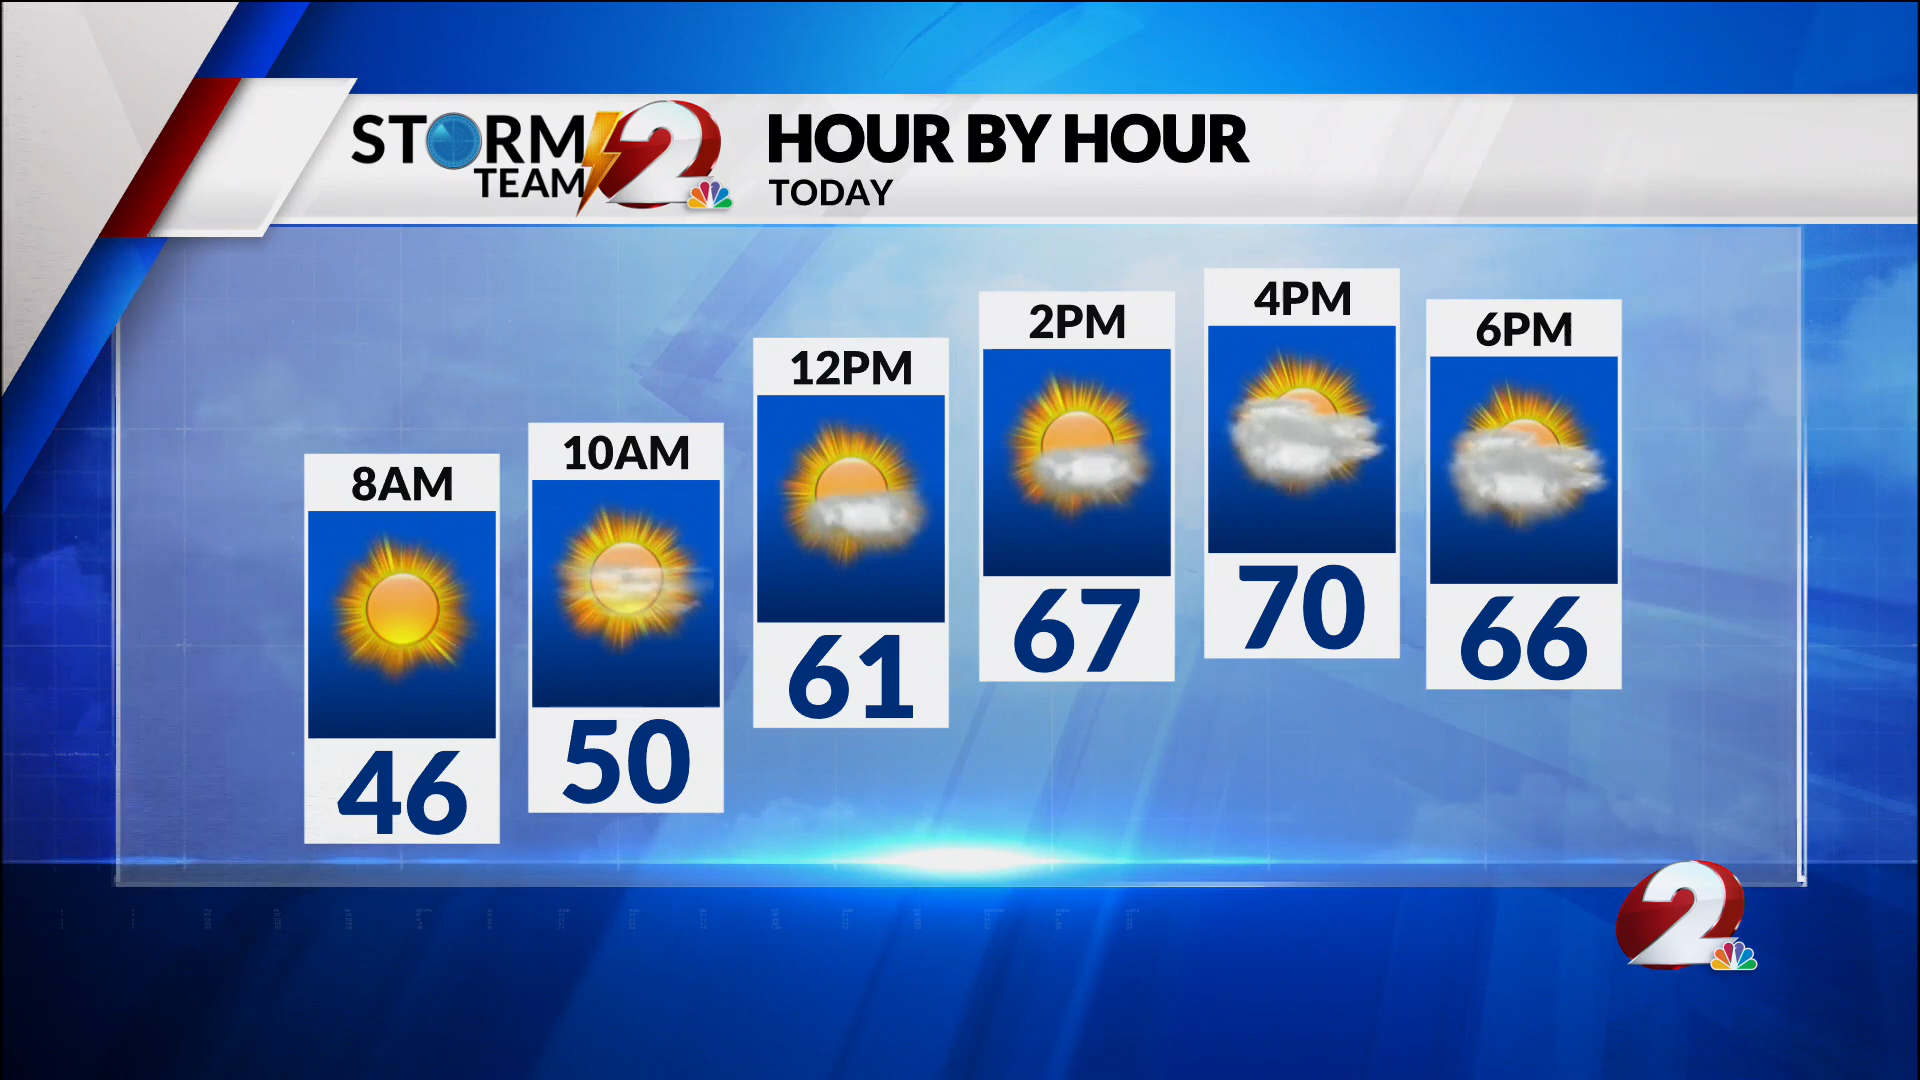 STORM
TEAM
2
HOUR BY HOUR
TODAY
8AM
46
10AM
50
12PM
61
2PM
67
4PM
70
6PM
66
2